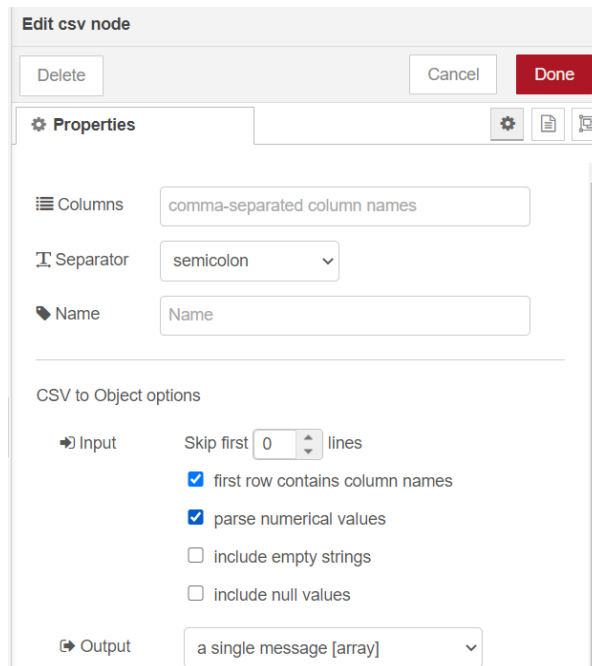 Edit csv node
Delete Cancel Done
Properties
Columns comma-separated column names
Separator semicolon
Name Name
CSV to Object options
Input Skip first 0 lines
first row contains column names
parse numerical values
include empty strings
include null values
Output a single message [array]